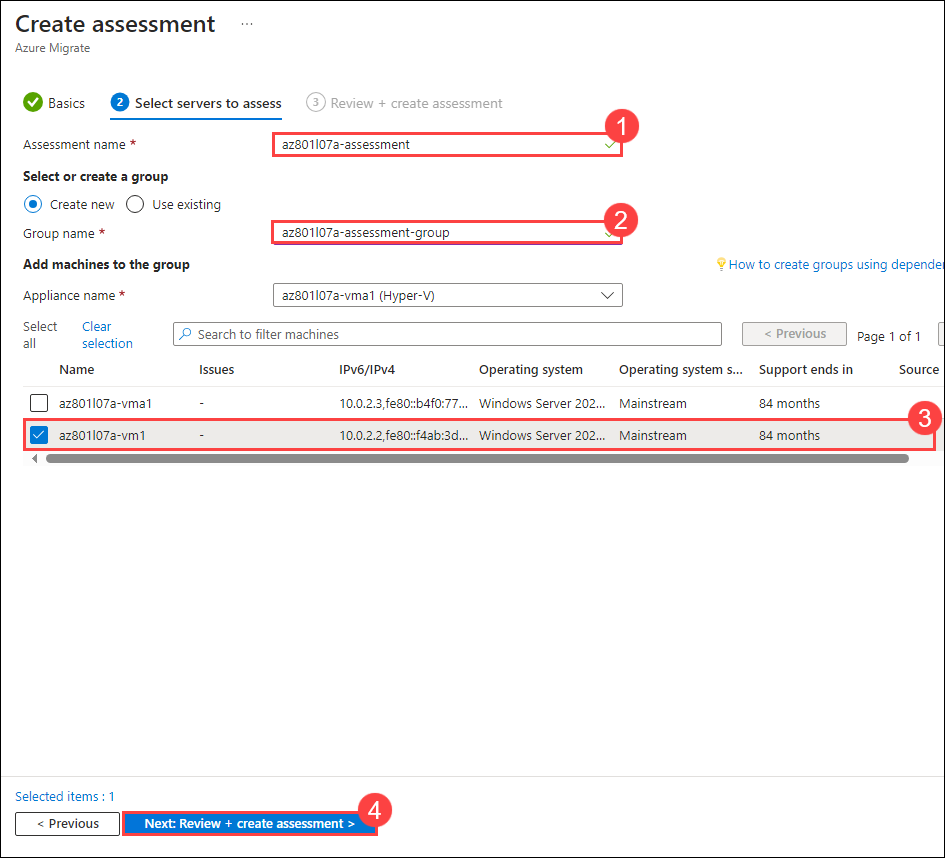 Create assessment ...
Azure Migrate
Basics 2 Select servers to assess 3 Review + create assessment
1
Assessment name * az801l07a-assessment
Select or create a group
Create new Use existing
2
Group name * az801l07a-assessment-group
Add machines to the group How to create groups using depender
Appliance name * az801l07a-vma1 (Hyper-V)
Select all Clear selection Search to filter machines < Previous Page 1 of 1
Name Issues IPv6/IPv4 Operating system Operating system s... Support ends in Source
az801l07a-vma1 - 10.0.2.3,fe80::b4f0:77... Windows Server 202... Mainstream 84 months
3
az801l07a-vm1 - 10.0.2.2,fe80::f4ab:3d... Windows Server 202... Mainstream 84 months
Selected items : 1
4
< Previous Next: Review + create assessment >